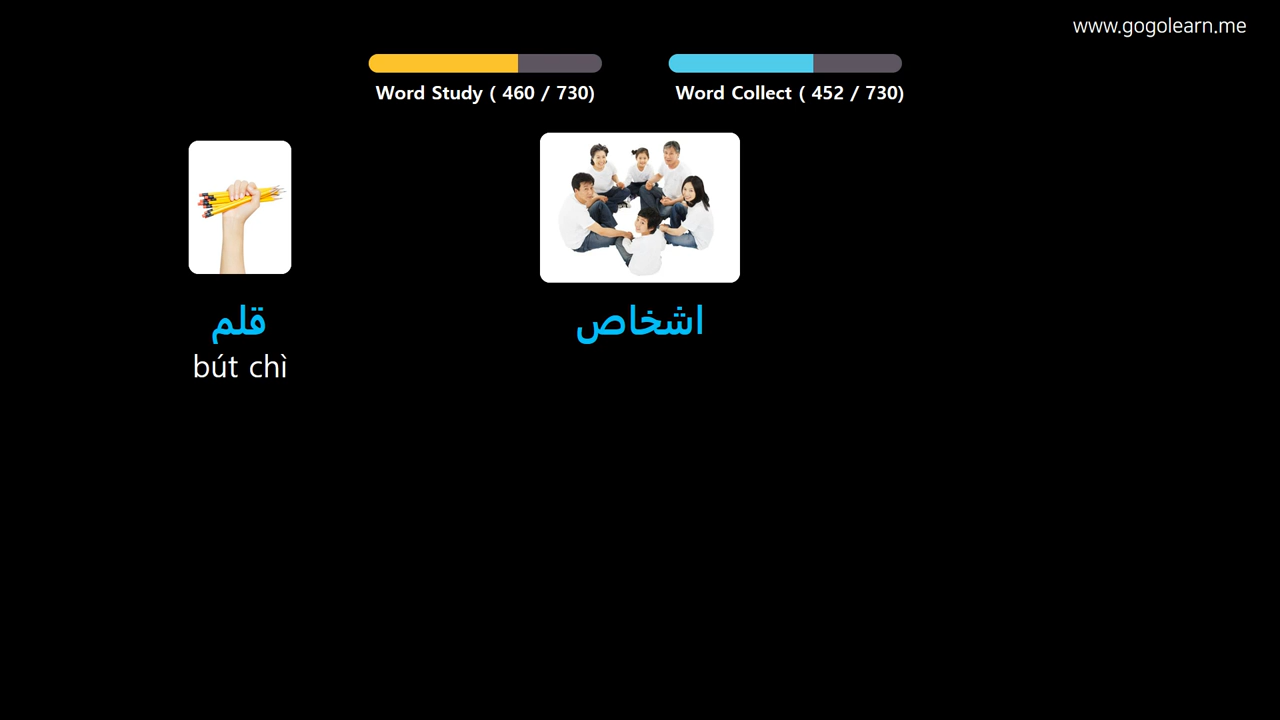 www.gogolearn.me
Word Study ( 460 / 730)
Word Collect ( 452 / 730)
قلم
bút chì
اشخاص